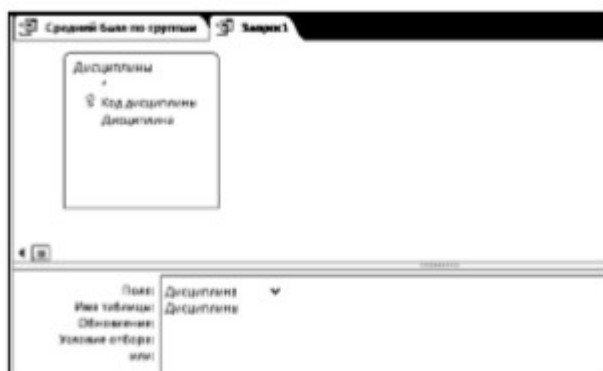 Средний балл по группам Запрос1
Дисциплины
*
Код дисциплины
Дисциплина
Поле: Дисциплина
Имя таблицы: Дисциплины
Обновление:
Условие отбора:
или: